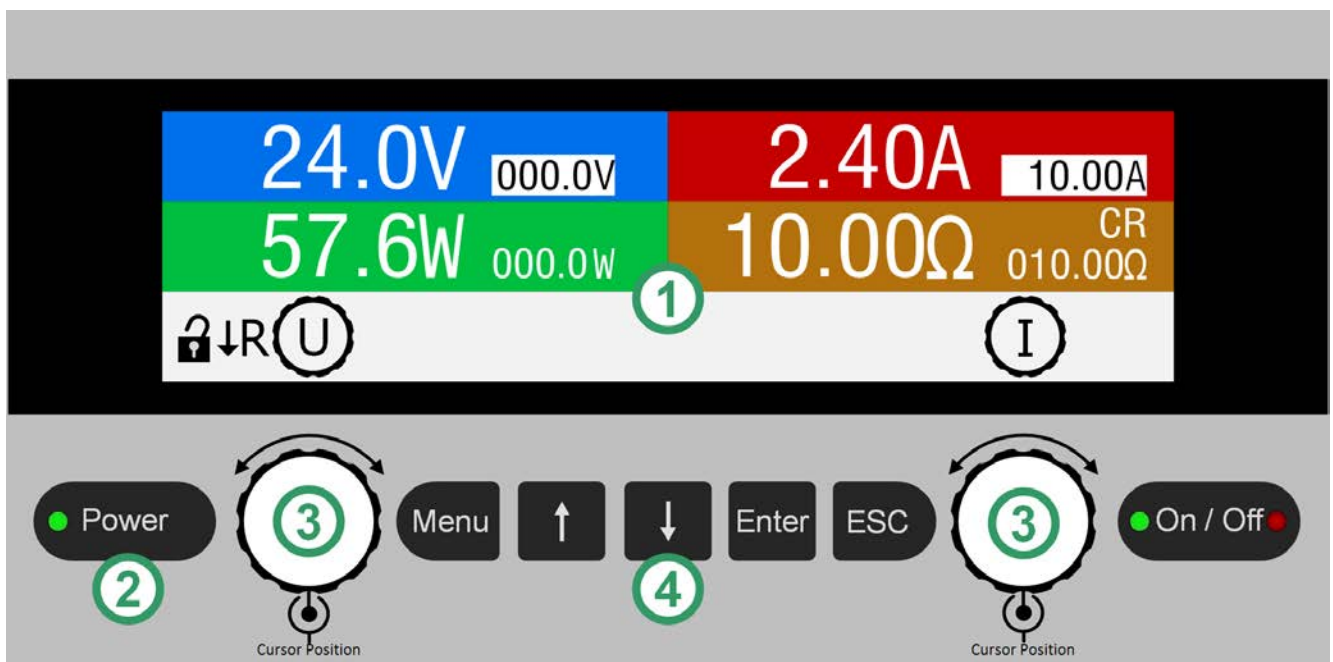 24.0V 000.0V 2.40A 10.00A
CR
57.6W 000.0W 10.00Ω 010.00Ω
1
↓R U I
Power 3 Menu ↑ ↓ Enter ESC 3 On / Off
2 4
Cursor Position Cursor Position